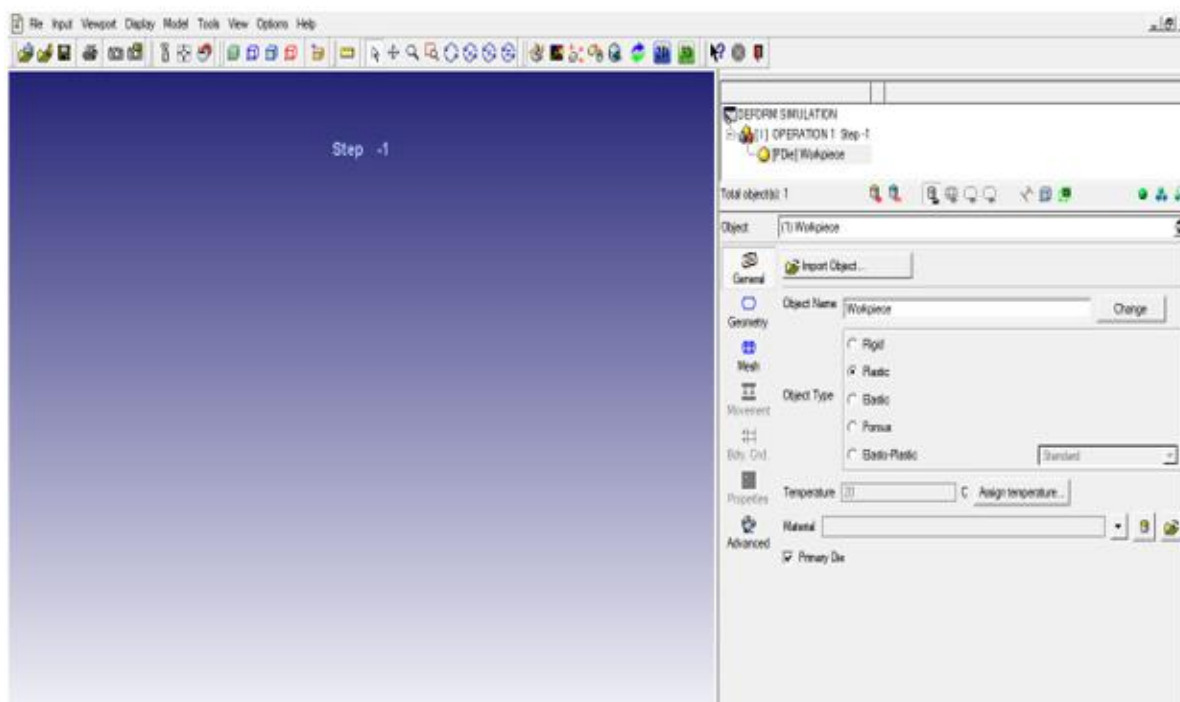 File Input Viewport Display Model Tools View Options Help
Step -1
DEFORM SIMULATION
[1] OPERATION 1 Step -1
[PDie] Workpiece
Total object(s): 1
Object (1) Workpiece
General
Import Object...
Object Name Workpiece Change
Geometry
Mesh
Movement
Bdry. Cnd.
Properties
Advanced
Object Type
Rigid
Plastic
Elastic
Porous
Elasto-Plastic Standard
Temperature 20 C Assign temperature...
Material
Primary Die